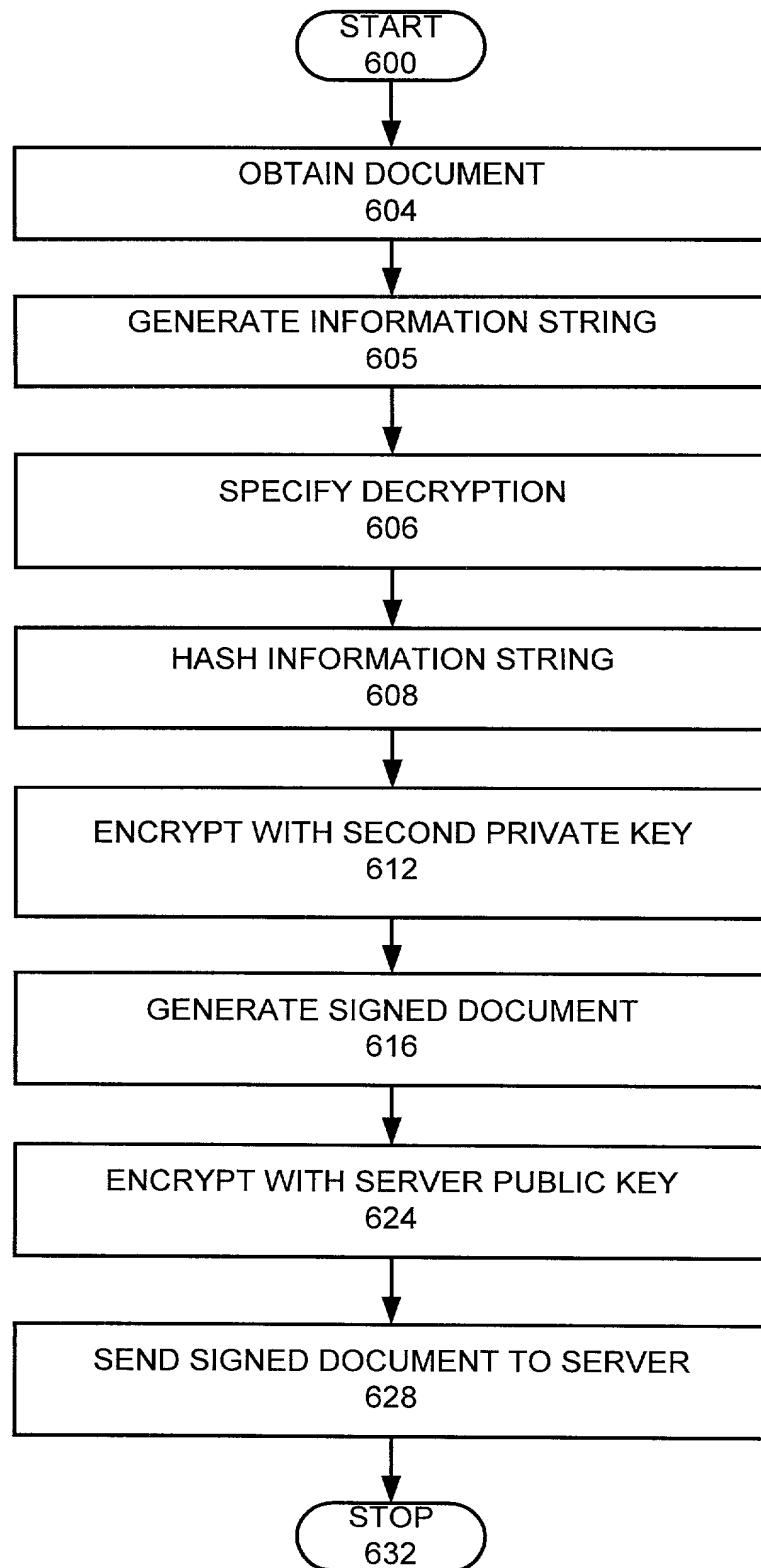 START
600
OBTAIN DOCUMENT
604
GENERATE INFORMATION STRING
605
SPECIFY DECRYPTION
606
HASH INFORMATION STRING
608
ENCRYPT WITH SECOND PRIVATE KEY
612
GENERATE SIGNED DOCUMENT
616
ENCRYPT WITH SERVER PUBLIC KEY
624
SEND SIGNED DOCUMENT TO SERVER
628
STOP
632